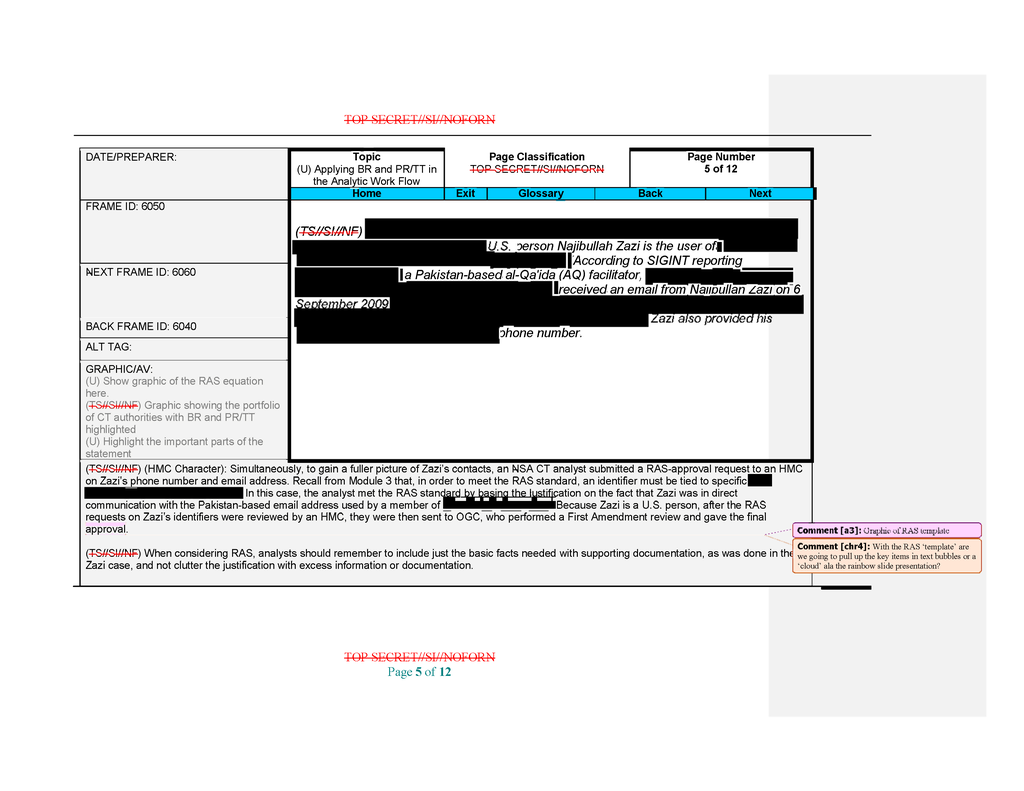 TOP SECRET//SI//NOFORN
DATE/PREPARER:
Topic
(U) Applying BR and PR/TT in
the Analytic Work Flow
Page Classification
TOP SECRET//SI//NOFORN
Page Number
5 of 12
Home Exit Glossary Back Next
FRAME ID: 6050
NEXT FRAME ID: 6060
BACK FRAME ID: 6040
ALT TAG:
GRAPHIC/AV:
(U) Show graphic of the RAS equation
here.
(TS//SI//NF) Graphic showing the portfolio
of CT authorities with BR and PR/TT
highlighted
(U) Highlight the important parts of the
statement
(TS//SI//NF)
U.S. person Najibullah Zazi is the user of
According to SIGINT reporting
a Pakistan-based al-Qa'ida (AQ) facilitator,
received an email from Najibullah Zazi on 6
September 2009
Zazi also provided his
phone number.
(TS//SI//NF) (HMC Character): Simultaneously, to gain a fuller picture of Zazi's contacts, an NSA CT analyst submitted a RAS-approval request to an HMC
on Zazi's phone number and email address. Recall from Module 3 that, in order to meet the RAS standard, an identifier must be tied to specific
In this case, the analyst met the RAS standard by basing the justification on the fact that Zazi was in direct
communication with the Pakistan-based email address used by a member of Because Zazi is a U.S. person, after the RAS
requests on Zazi's identifiers were reviewed by an HMC, they were then sent to OGC, who performed a First Amendment review and gave the final
approval.
(TS//SI//NF) When considering RAS, analysts should remember to include just the basic facts needed with supporting documentation, as was done in the
Zazi case, and not clutter the justification with excess information or documentation.
Comment [a3]: Graphic of RAS template
Comment [chr4]: With the RAS 'template' are
we going to pull up the key items in text bubbles or a
'cloud' ala the rainbow slide presentation?
TOP SECRET//SI//NOFORN
Page 5 of 12